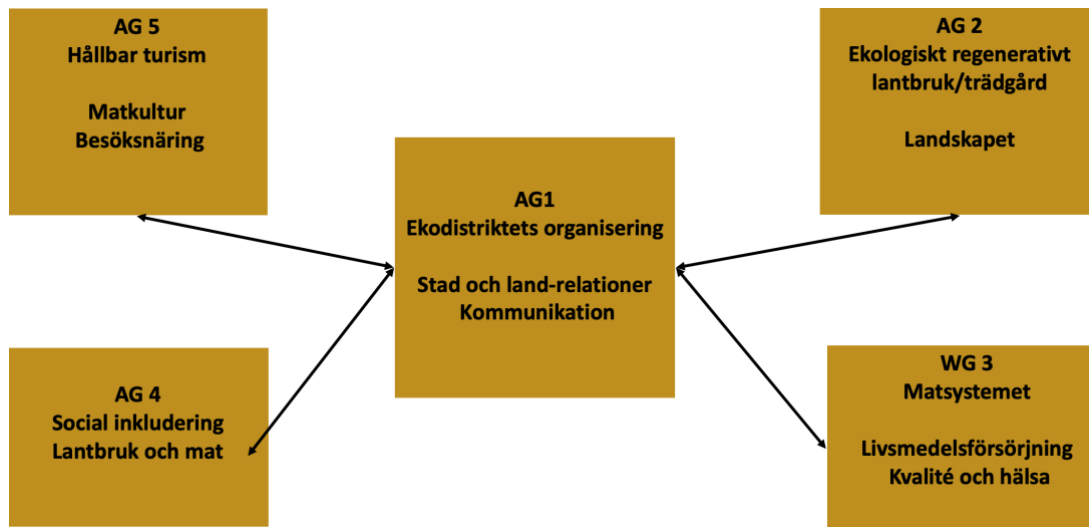 AG 5
Hållbar turism
Matkultur
Besöksnäring
AG 2
Ekologiskt regenerativt
lantbruk/trädgård
Landskapet
AG1
Ekodistriktets organisering
Stad och land-relationer
Kommunikation
AG 4
Social inkludering
Lantbruk och mat
WG 3
Matsystemet
Livsmedelsförsörjning
Kvalité och hälsa